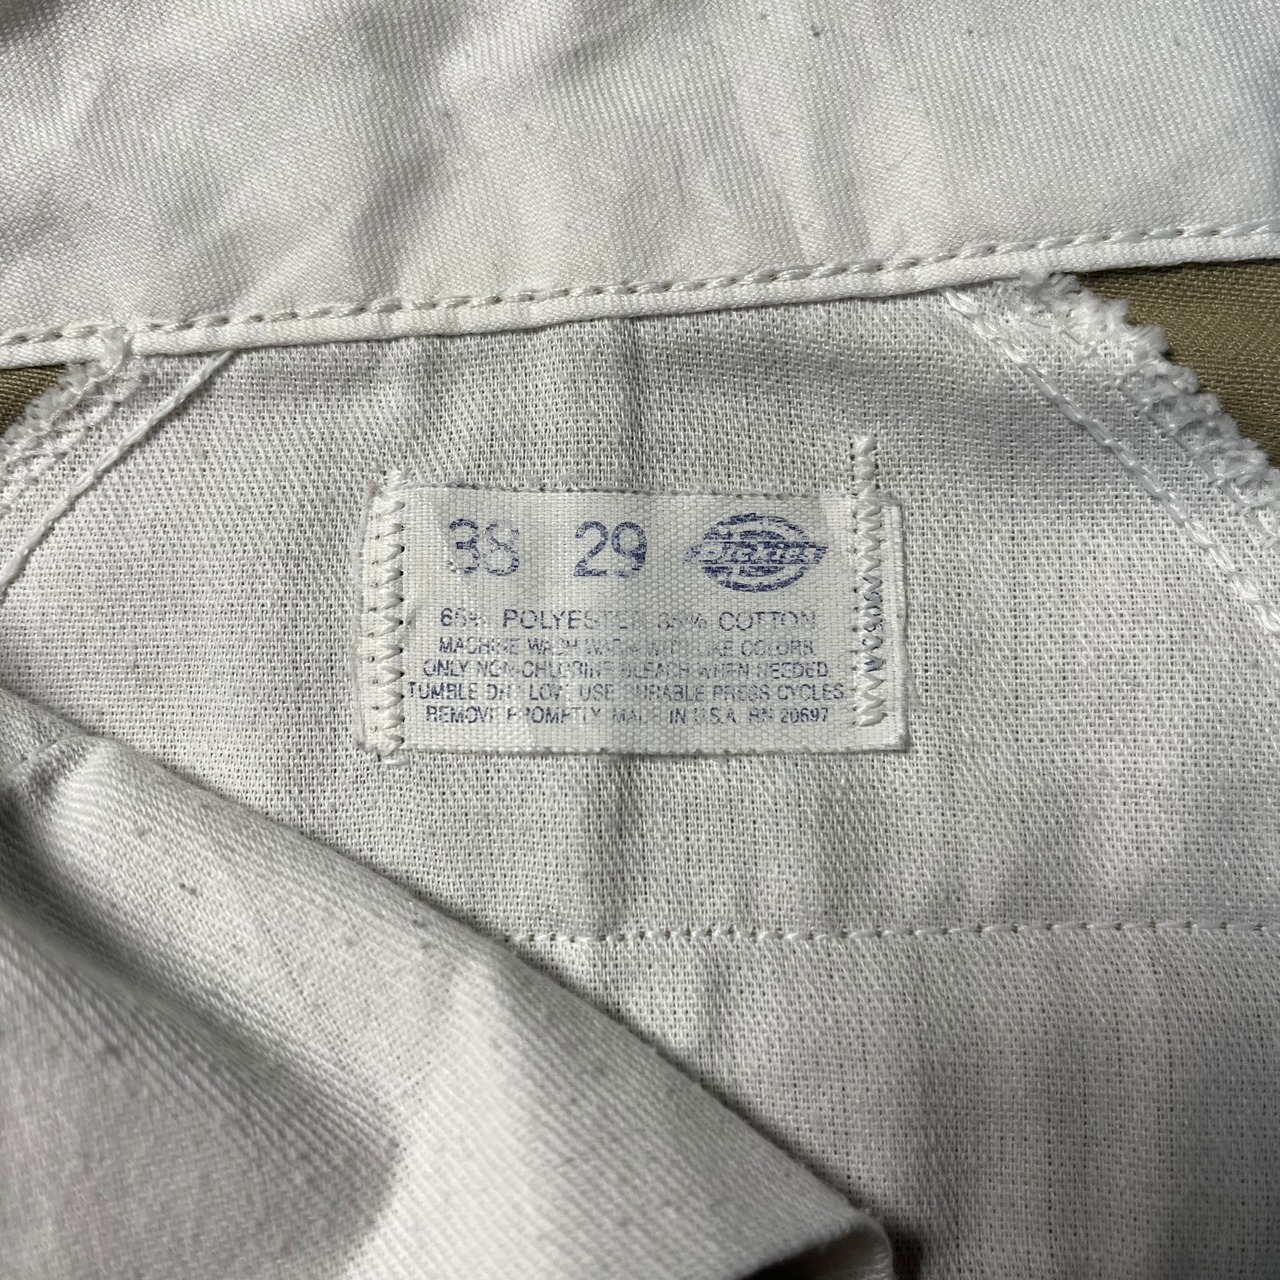 38 29 Dickies
65% POLYESTER 35% COTTON
MACHINE WASH WARM WITH LIKE COLORS
ONLY NON-CHLORINE BLEACH WHEN NEEDED
TUMBLE DRY LOW USE DURABLE PRESS CYCLES
REMOVE PROMPTLY MADE IN U.S.A. RN 20697